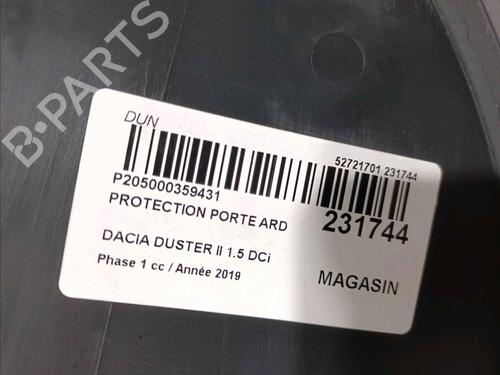 B-PARTS
DUN
52721701 231744
P205000359431
PROTECTION PORTE ARD
231744
DACIA DUSTER II 1.5 DCi
Phase 1 cc / Année 2019
MAGASIN